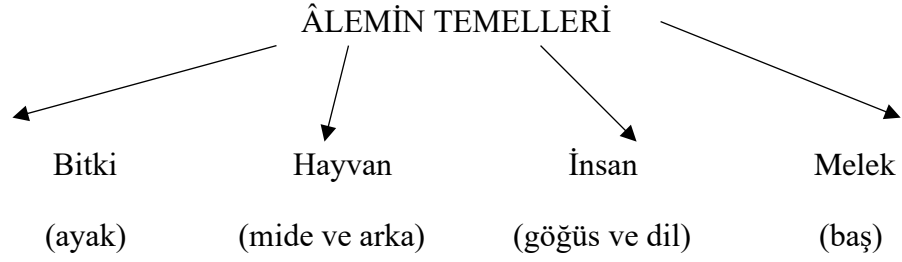 ÂLEMİN TEMELLERİ
Bitki Hayvan İnsan Melek
(ayak) (mide ve arka) (göğüs ve dil) (baş)